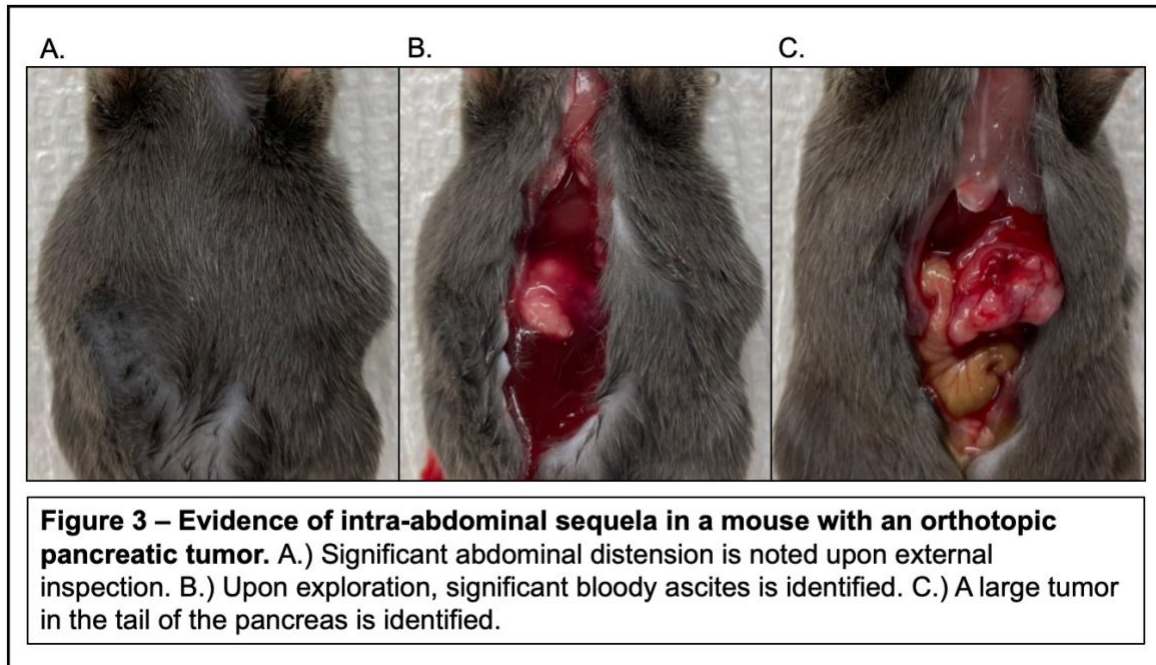 A.
B.
C.
Figure 3 – Evidence of intra-abdominal sequela in a mouse with an orthotopic
pancreatic tumor. A.) Significant abdominal distension is noted upon external
inspection. B.) Upon exploration, significant bloody ascites is identified. C.) A large tumor
in the tail of the pancreas is identified.